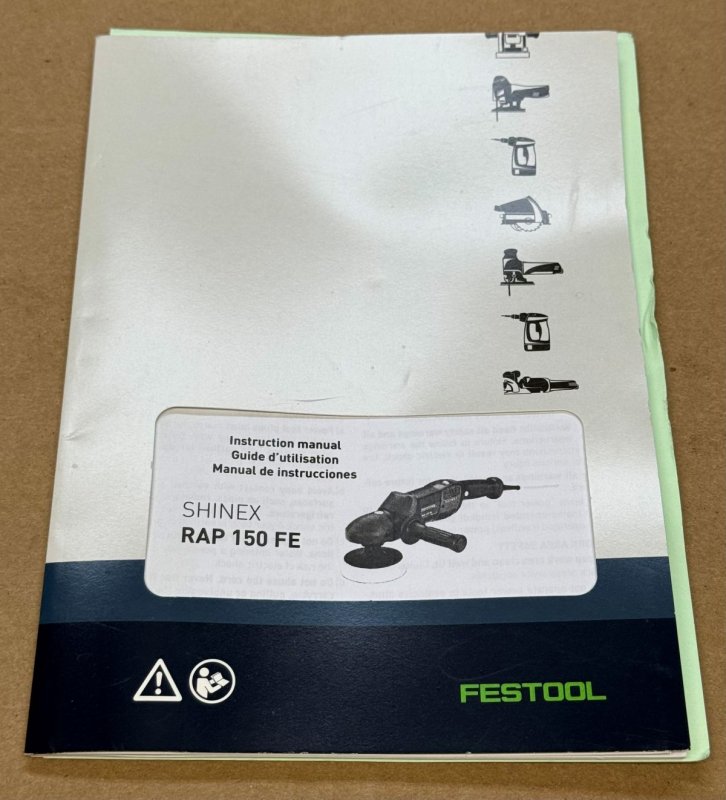 Instruction manual
Guide d'utilisation
Manual de instrucciones
SHINEX
RAP 150 FE
FESTOOL